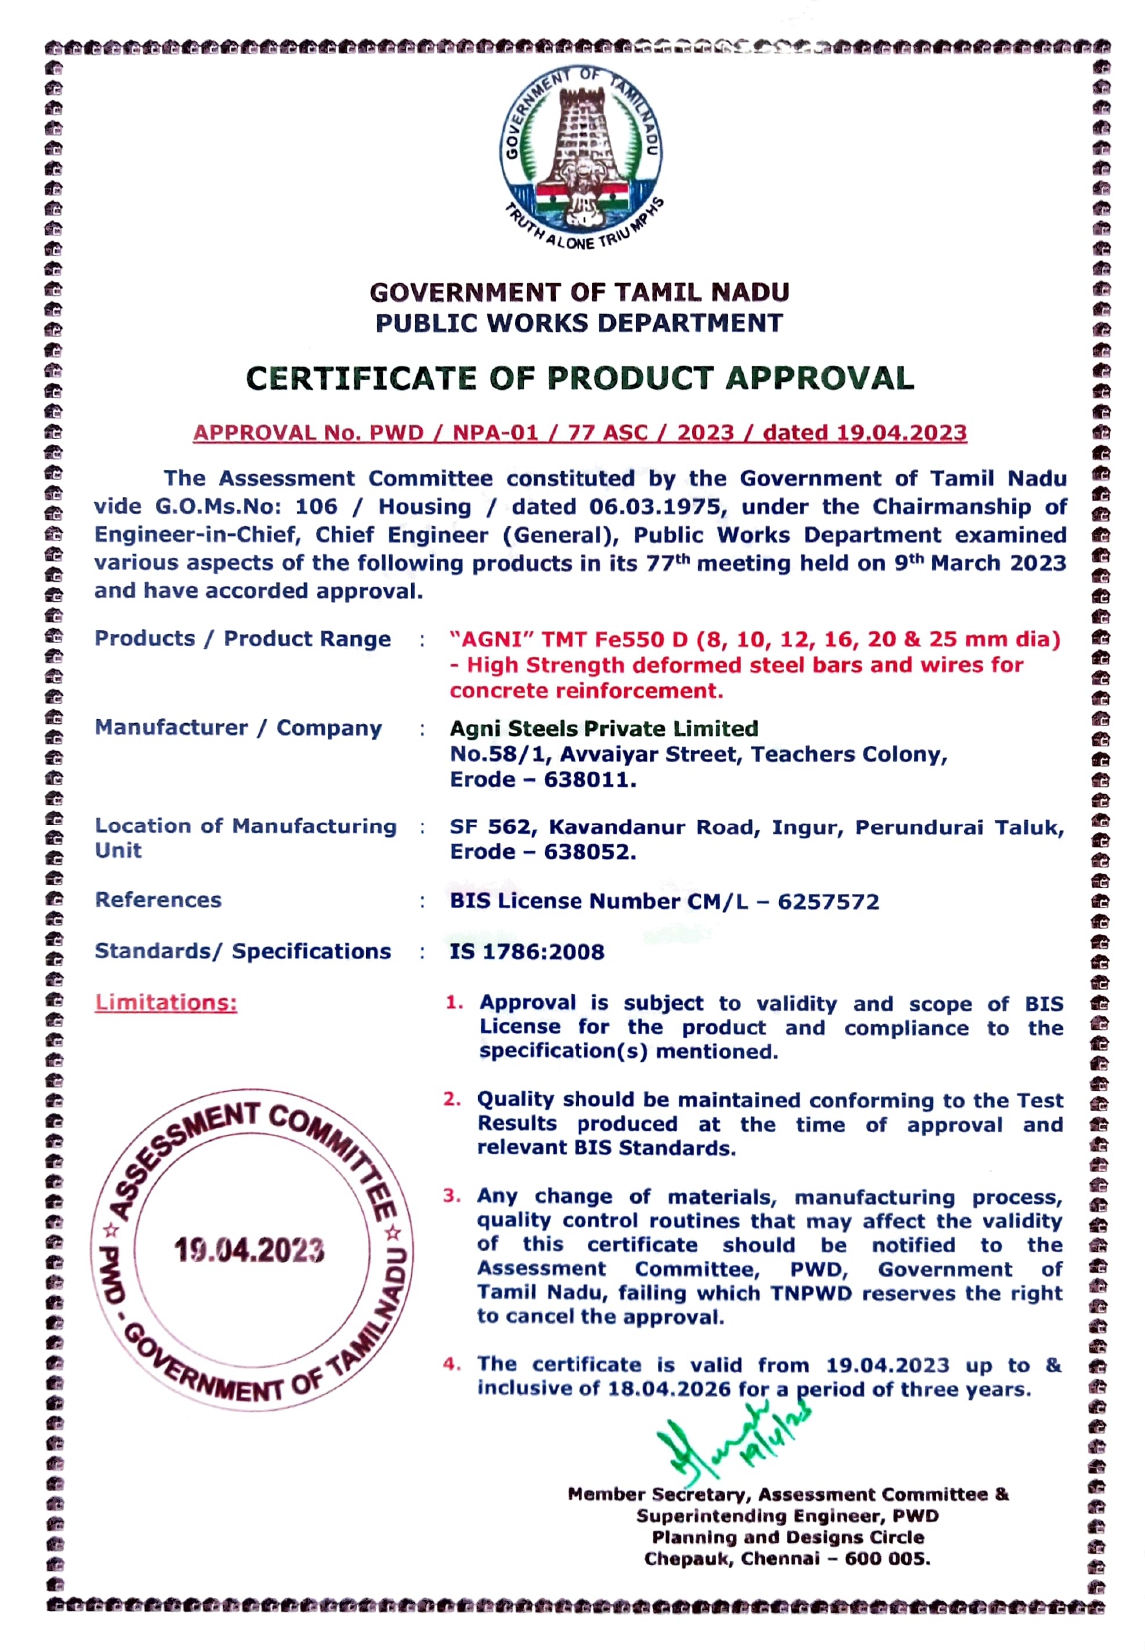 GOVERNMENT OF TAMILNADU
TRUTH ALONE TRIUMPHS
GOVERNMENT OF TAMIL NADU
PUBLIC WORKS DEPARTMENT
CERTIFICATE OF PRODUCT APPROVAL
APPROVAL No. PWD / NPA-01 / 77 ASC / 2023 / dated 19.04.2023
The Assessment Committee constituted by the Government of Tamil Nadu
vide G.O.Ms.No: 106 / Housing / dated 06.03.1975, under the Chairmanship of
Engineer-in-Chief, Chief Engineer (General), Public Works Department examined
various aspects of the following products in its 77th meeting held on 9th March 2023
and have accorded approval.
Products / Product Range : “AGNI” TMT Fe550 D (8, 10, 12, 16, 20 & 25 mm dia)
- High Strength deformed steel bars and wires for
concrete reinforcement.
Manufacturer / Company : Agni Steels Private Limited
No.58/1, Avvaiyar Street, Teachers Colony,
Erode – 638011.
Location of Manufacturing : SF 562, Kavandanur Road, Ingur, Perundurai Taluk,
Unit Erode – 638052.
References : BIS License Number CM/L – 6257572
Standards/ Specifications : IS 1786:2008
Limitations: 1. Approval is subject to validity and scope of BIS
License for the product and compliance to the
specification(s) mentioned.
2. Quality should be maintained conforming to the Test
Results produced at the time of approval and
relevant BIS Standards.
3. Any change of materials, manufacturing process,
quality control routines that may affect the validity
of this certificate should be notified to the
Assessment Committee, PWD, Government of
Tamil Nadu, failing which TNPWD reserves the right
to cancel the approval.
4. The certificate is valid from 19.04.2023 up to &
inclusive of 18.04.2026 for a period of three years.
ASSESSMENT COMMITTEE
19.04.2023
PWD - GOVERNMENT OF TAMILNADU
19/4/23
Member Secretary, Assessment Committee &
Superintending Engineer, PWD
Planning and Designs Circle
Chepauk, Chennai – 600 005.